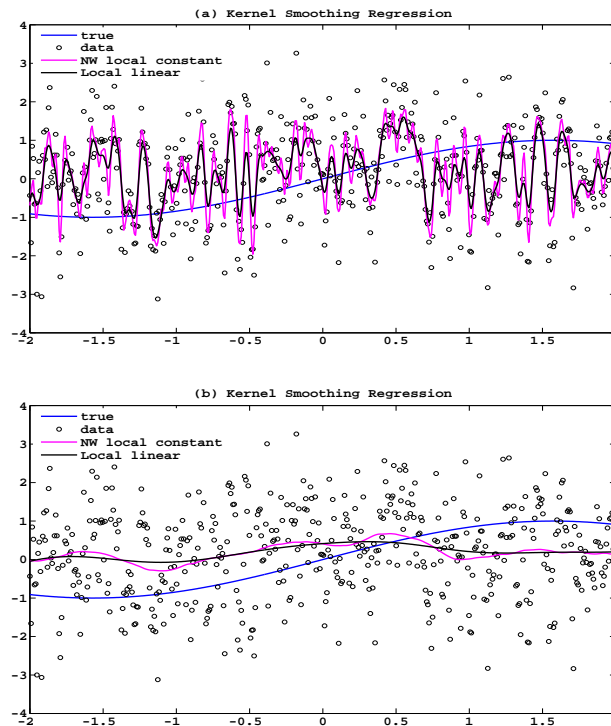 (a) Kernel Smoothing Regression
true
data
NW local constant
Local linear
4
3
2
1
0
-1
-2
-3
-4
-2 -1.5 -1 -0.5 0 0.5 1 1.5
(b) Kernel Smoothing Regression
true
data
NW local constant
Local linear
4
3
2
1
0
-1
-2
-3
-4
-2 -1.5 -1 -0.5 0 0.5 1 1.5